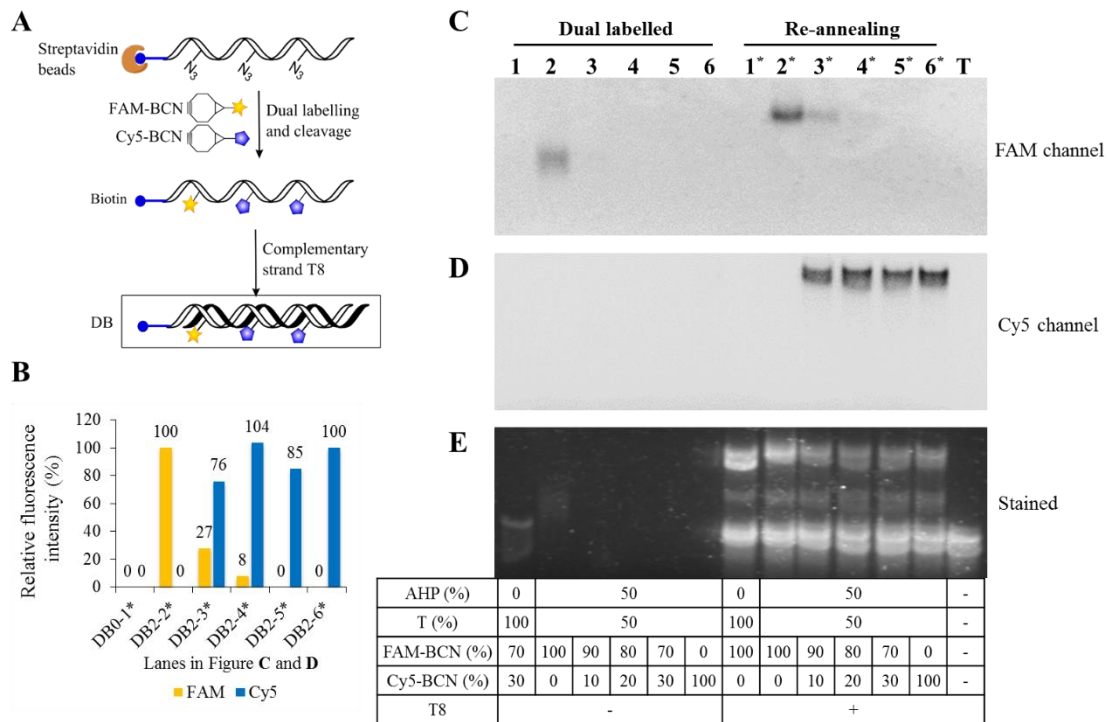 A
Streptavidin
beads
N3 N3 N3
FAM-BCN
Cy5-BCN
Dual labelling
and cleavage
Biotin
Complementary
strand T8
DB
B
Relative fluorescence
intensity (%)
120
100
80
60
40
20
0
0 0
100
0
27
76
8
104
0
85
0
100
DB0-1* DB2-2* DB2-3* DB2-4* DB2-5* DB2-6*
Lanes in Figure C and D
FAM Cy5
C
Dual labelled Re-annealing
1 2 3 4 5 6 1* 2* 3* 4* 5* 6* T
FAM channel
D
Cy5 channel
E
Stained
AHP (%) 0 50 0 50 -
T (%) 100 50 100 50 -
FAM-BCN (%) 70 100 90 80 70 0 100 100 90 80 70 0 -
Cy5-BCN (%) 30 0 10 20 30 100 0 0 10 20 30 100 -
T8 - +